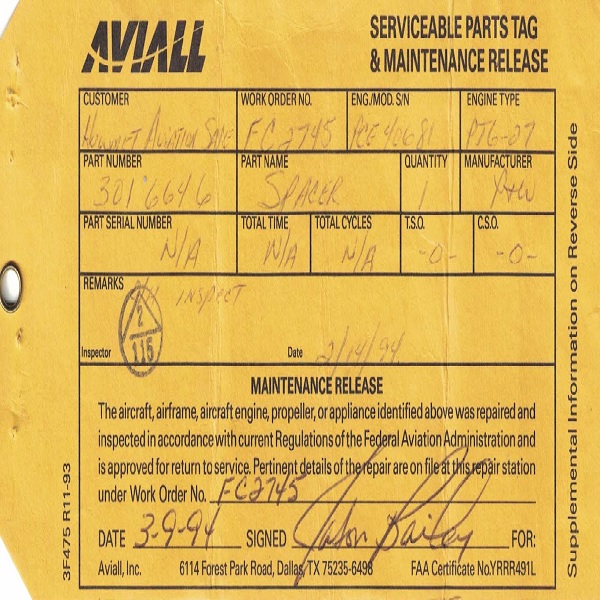 AVIALL
SERVICEABLE PARTS TAG
& MAINTENANCE RELEASE
CUSTOMER WORK ORDER NO. ENG./MOD. S/N ENGINE TYPE
Aviation FC2745 PCE 40681 PT6-27
PART NUMBER PART NAME QUANTITY MANUFACTURER
3016646 SPACER 1 P+W
PART SERIAL NUMBER TOTAL TIME TOTAL CYCLES T.S.O. C.S.O.
N/A N/A N/A -0- -0-
REMARKS
INSPECT
2
115
Inspector Date 2/14/94
MAINTENANCE RELEASE
The aircraft, airframe, aircraft engine, propeller, or appliance identified above was repaired and
inspected in accordance with current Regulations of the Federal Aviation Administration and
is approved for return to service. Pertinent details of the repair are on file at this repair station
under Work Order No. FC2745
DATE 3-9-94 SIGNED Jason Bailey FOR:
Aviall, Inc. 6114 Forest Park Road, Dallas, TX 75235-6498 FAA Certificate No.YRRR491L
3F475 R11-93
Supplemental Information on Reverse Side